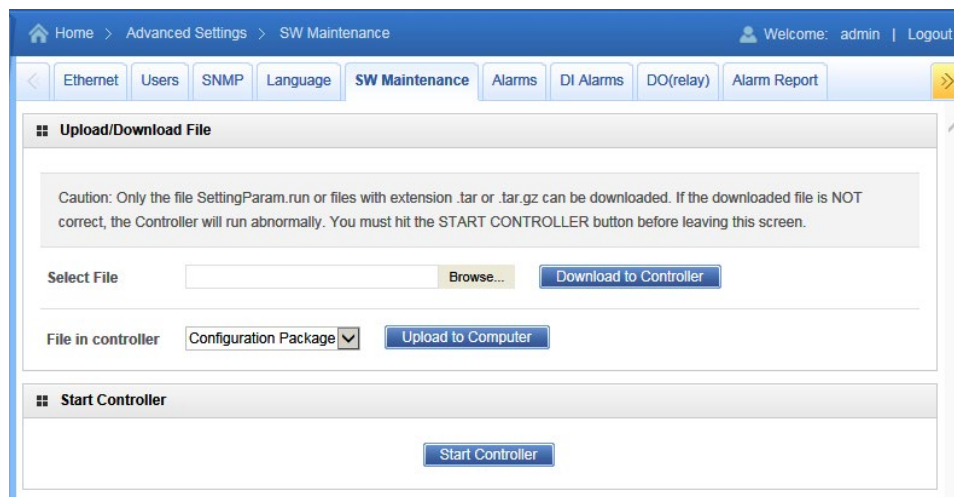 Home > Advanced Settings > SW Maintenance Welcome: admin | Logout
< Ethernet Users SNMP Language SW Maintenance Alarms DI Alarms DO(relay) Alarm Report »
Upload/Download File
Caution: Only the file SettingParam.run or files with extension .tar or .tar.gz can be downloaded. If the downloaded file is NOT
correct, the Controller will run abnormally. You must hit the START CONTROLLER button before leaving this screen.
Select File Browse... Download to Controller
File in controller Configuration Package Upload to Computer
Start Controller
Start Controller